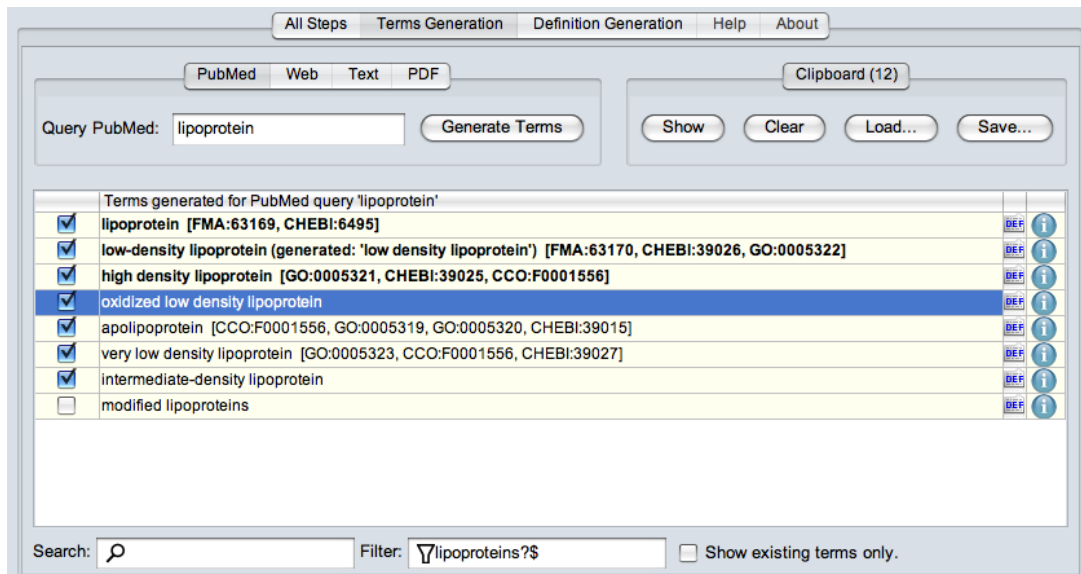 All Steps Terms Generation Definition Generation Help About
PubMed Web Text PDF
Clipboard (12)
Query PubMed: lipoprotein Generate Terms Show Clear Load... Save...
Terms generated for PubMed query 'lipoprotein'
lipoprotein [FMA:63169, CHEBI:6495] DEF i
low-density lipoprotein (generated: 'low density lipoprotein') [FMA:63170, CHEBI:39026, GO:0005322] DEF i
high density lipoprotein [GO:0005321, CHEBI:39025, CCO:F0001556] DEF i
oxidized low density lipoprotein DEF i
apolipoprotein [CCO:F0001556, GO:0005319, GO:0005320, CHEBI:39015] DEF i
very low density lipoprotein [GO:0005323, CCO:F0001556, CHEBI:39027] DEF i
intermediate-density lipoprotein DEF i
modified lipoproteins DEF i
Search: Filter: lipoproteins?$ Show existing terms only.